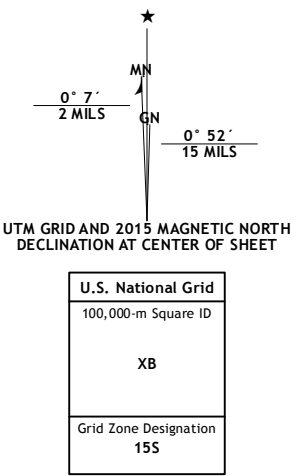 ★
MN
0° 7´
2 MILS
GN
0° 52´
15 MILS
UTM GRID AND 2015 MAGNETIC NORTH
DECLINATION AT CENTER OF SHEET
U.S. National Grid
100,000-m Square ID
XB
Grid Zone Designation
15S